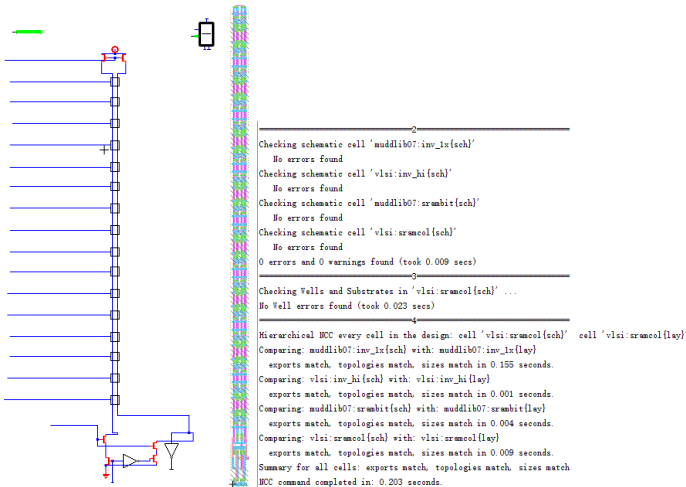 2
Checking schematic cell 'muddlib07:inv_1x{sch}'
No errors found
Checking schematic cell 'vlsi:inv_hi{sch}'
No errors found
Checking schematic cell 'muddlib07:srambit{sch}'
No errors found
Checking schematic cell 'vlsi:sramcol{sch}'
No errors found
0 errors and 0 warnings found (took 0.009 secs)
3
Checking Wells and Substrates in 'vlsi:sramcol{sch}' ...
No Well errors found (took 0.023 secs)
4
Hierarchical NCC every cell in the design: cell 'vlsi:sramcol{sch}' cell 'vlsi:sramcol{lay}'
Comparing: muddlib07:inv_1x{sch} with: muddlib07:inv_1x{lay}
exports match, topologies match, sizes match in 0.155 seconds.
Comparing: vlsi:inv_hi{sch} with: vlsi:inv_hi{lay}
exports match, topologies match, sizes match in 0.001 seconds.
Comparing: muddlib07:srambit{sch} with: muddlib07:srambit{lay}
exports match, topologies match, sizes match in 0.004 seconds.
Comparing: vlsi:sramcol{sch} with: vlsi:sramcol{lay}
exports match, topologies match, sizes match in 0.009 seconds.
Summary for all cells: exports match, topologies match, sizes match
NCC command completed in: 0.203 seconds.